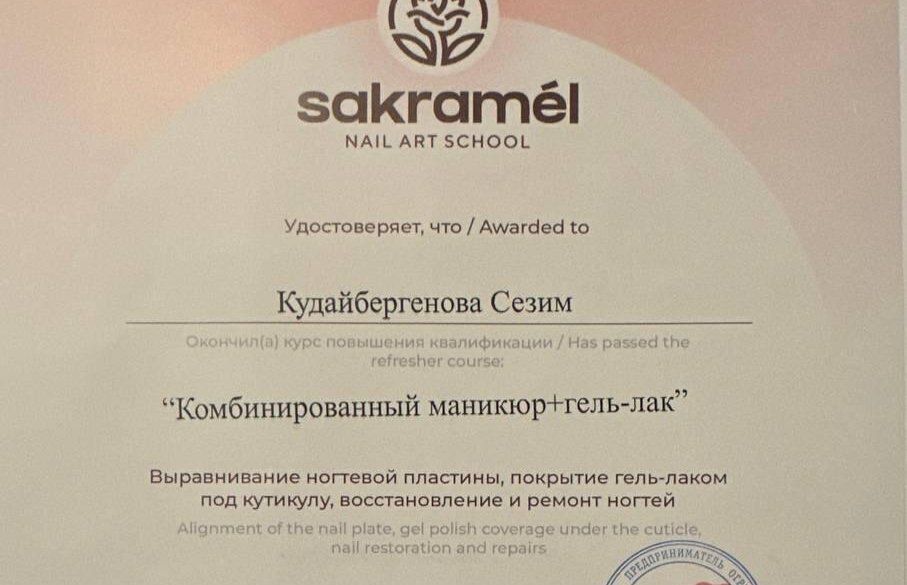 sakramél
NAIL ART SCHOOL
Удостоверяет, что / Awarded to
Кудайбергенова Сезим
Окончил(а) курс повышения квалификации / Has passed the
refresher course:
“Комбинированный маникюр+гель-лак”
Выравнивание ногтевой пластины, покрытие гель-лаком
под кутикулу, восстановление и ремонт ногтей
Alignment of the nail plate, gel polish coverage under the cuticle,
nail restoration and repairs
ПРЕДПРИНИМАТЕЛЬ